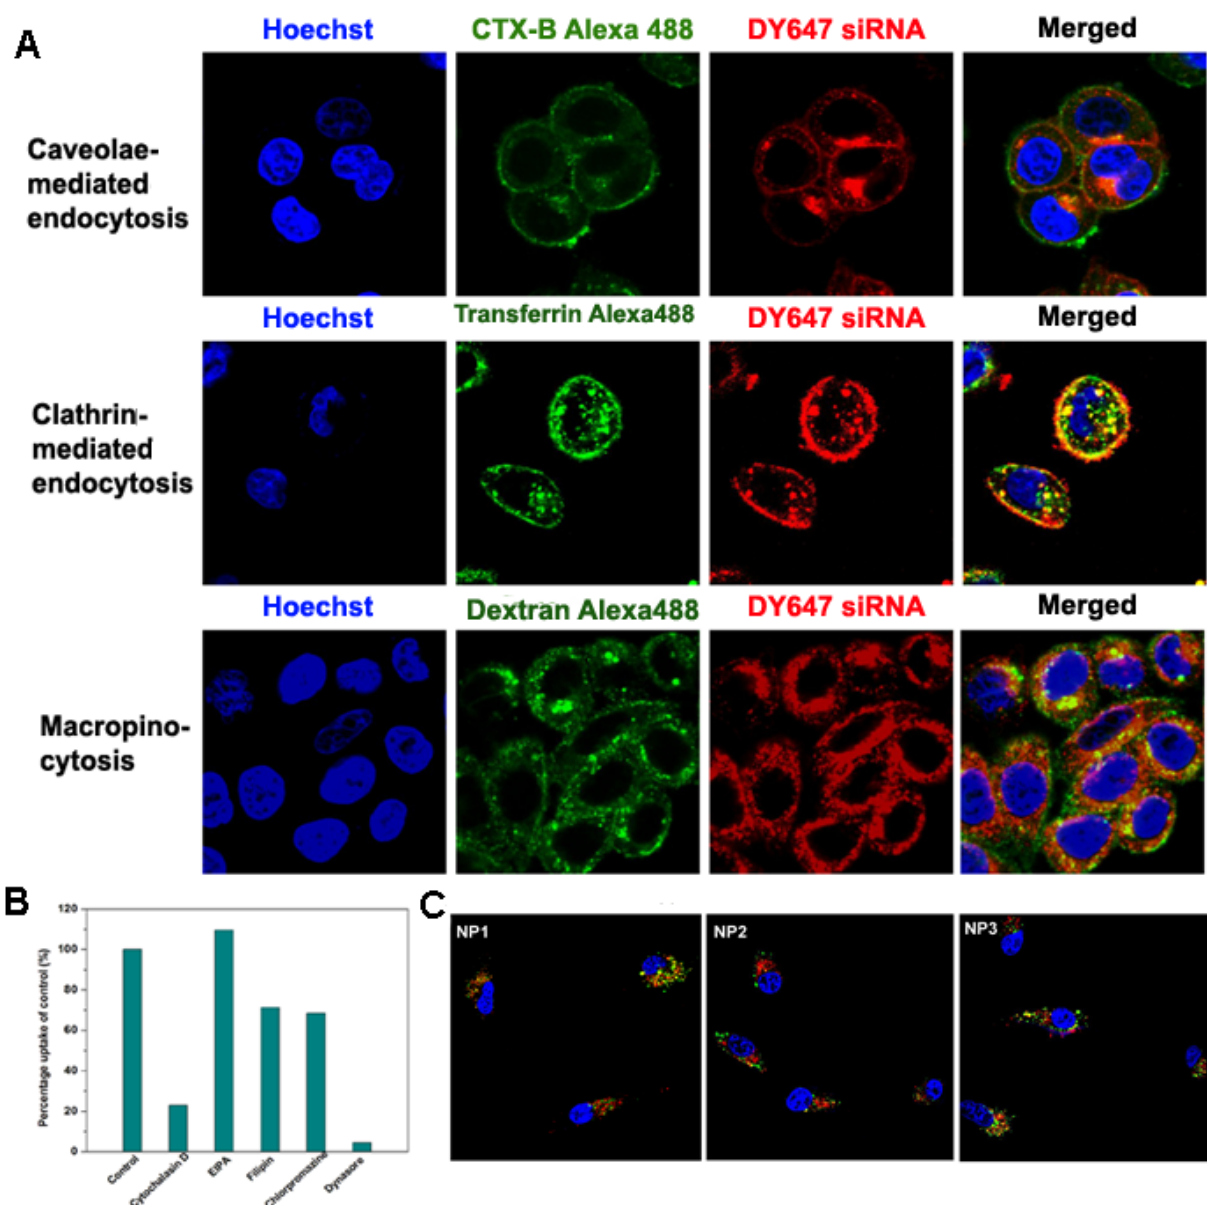 A
Hoechst
CTX-B Alexa 488
DY647 siRNA
Merged
Caveolae-
mediated
endocytosis
Hoechst
Transferrin Alexa488
DY647 siRNA
Merged
Clathrin-
mediated
endocytosis
Hoechst
Dextran Alexa488
DY647 siRNA
Merged
Macropino-
cytosis
B
Percentage uptake of control (%)
120
100
80
60
40
20
0
Control
Cytochalasin D
EIPA
Filipin
Chlorpromazine
Dynasore
C
NP1
NP2
NP3